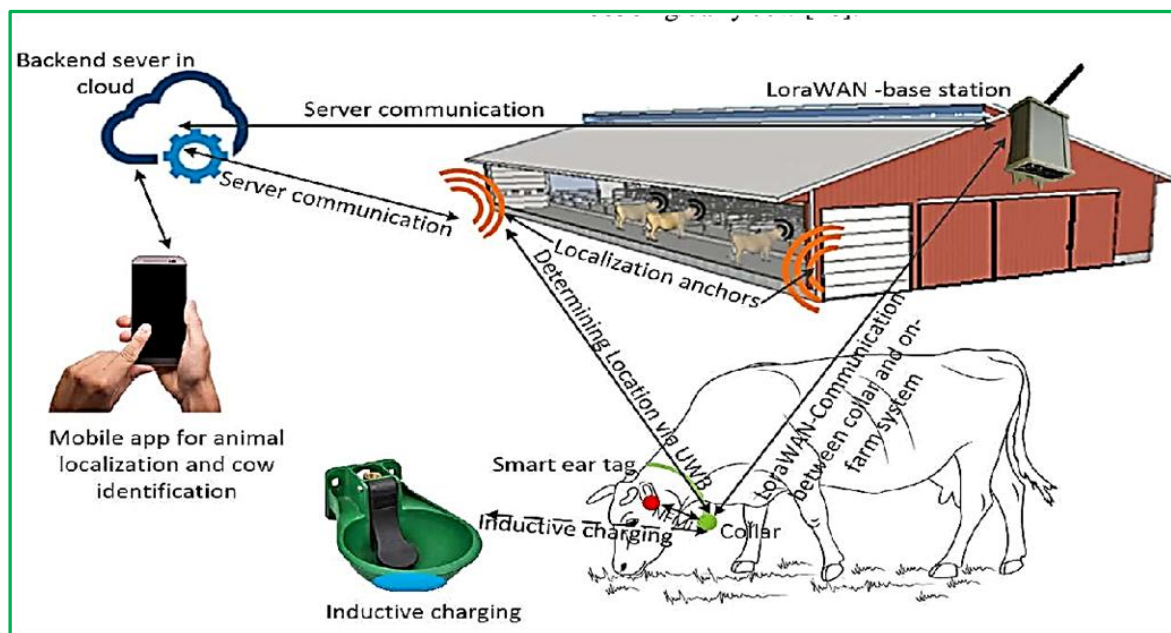 Backend sever in
cloud
Server communication
LoraWAN -base station
Server communication
Localization anchors
Determining Location via UWB
LoraWAN-Communication
between collar and on-
farm system
Mobile app for animal
localization and cow
identification
Smart ear tag
NFMI
Collar
Inductive charging
Inductive charging